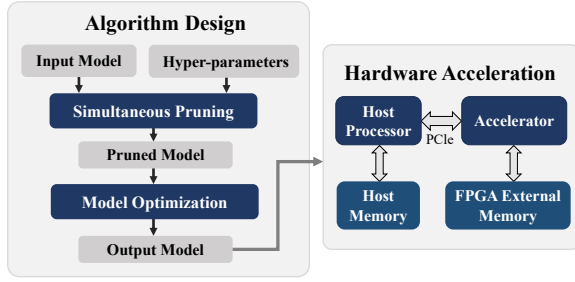 Algorithm Design
Input Model
Hyper-parameters
Simultaneous Pruning
Pruned Model
Model Optimization
Output Model
Hardware Acceleration
Host
Processor
PCIe
Accelerator
Host
Memory
FPGA External
Memory